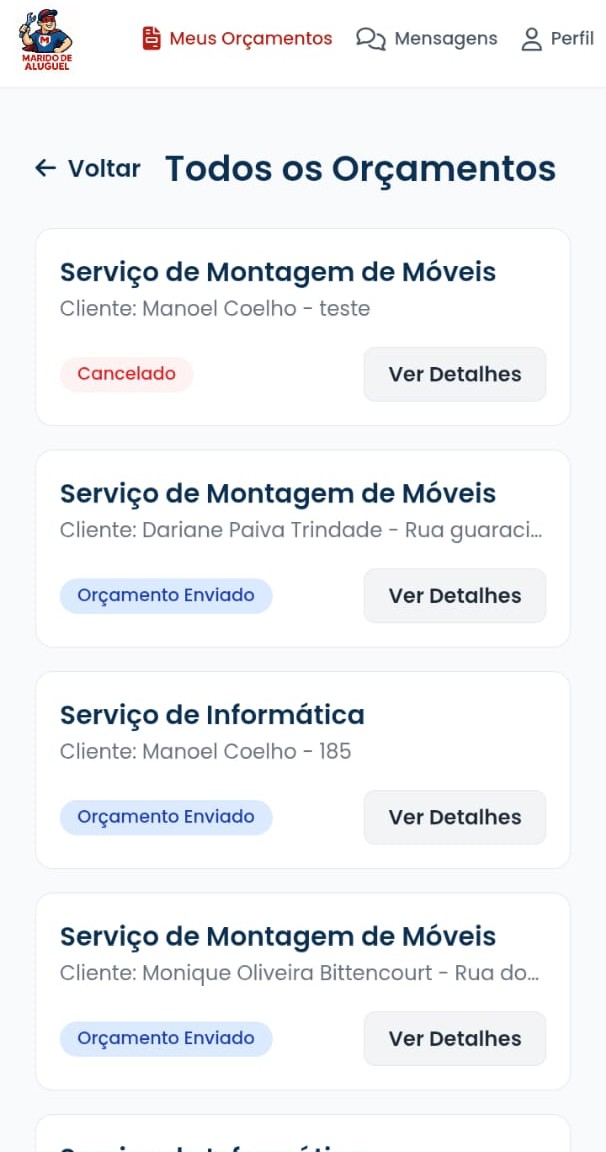 MARIDO DE
ALUGUEL
Meus Orçamentos
Mensagens
Perfil
Voltar
Todos os Orçamentos
Serviço de Montagem de Móveis
Cliente: Manoel Coelho - teste
Cancelado
Ver Detalhes
Serviço de Montagem de Móveis
Cliente: Dariane Paiva Trindade - Rua guaraci...
Orçamento Enviado
Ver Detalhes
Serviço de Informática
Cliente: Manoel Coelho - 185
Orçamento Enviado
Ver Detalhes
Serviço de Montagem de Móveis
Cliente: Monique Oliveira Bittencourt - Rua do...
Orçamento Enviado
Ver Detalhes